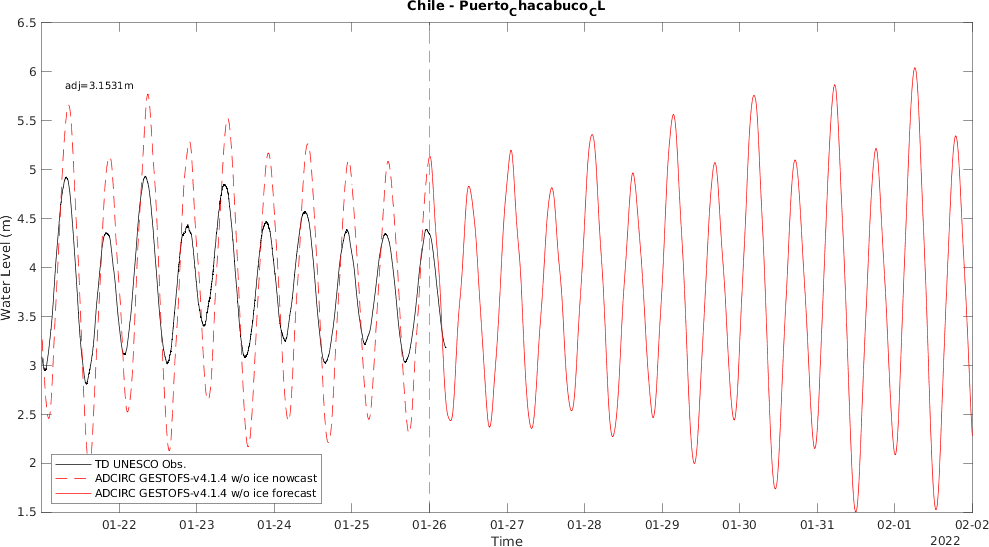 Chile - Puerto_Chacabuco_CL
6.5
6
5.5
5
4.5
4
3.5
3
2.5
2
1.5
Water Level (m)
adj=3.1531m
TD UNESCO Obs.
ADCIRC GESTOFS-v4.1.4 w/o ice nowcast
ADCIRC GESTOFS-v4.1.4 w/o ice forecast
01-22 01-23 01-24 01-25 01-26 01-27 01-28 01-29 01-30 01-31 02-01 02-02
Time
2022